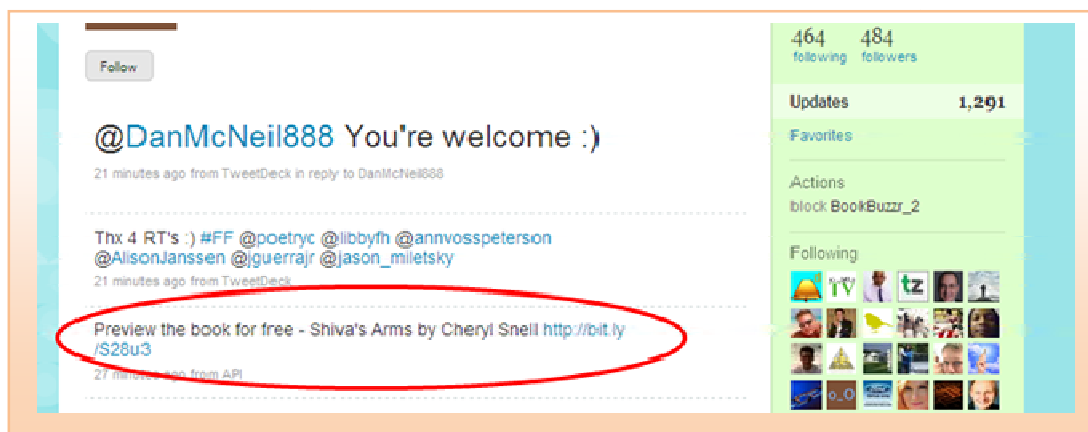 464 484
following followers
Follow
Updates 1,291
@DanMcNeil888 You're welcome :)
Favorites
21 minutes ago from TweetDeck in reply to DanMcNeil888
Actions
block BookBuzzr_2
Thx 4 RT's :) #FF @poetryc @libbyfh @annvosspeterson
@AlisonJanssen @jguerrajr @jason_miletsky
Following
21 minutes ago from TweetDeck
tz
Preview the book for free - Shiva's Arms by Cheryl Snell http://bit.ly
/S28u3
27 minutes ago from API
o_O